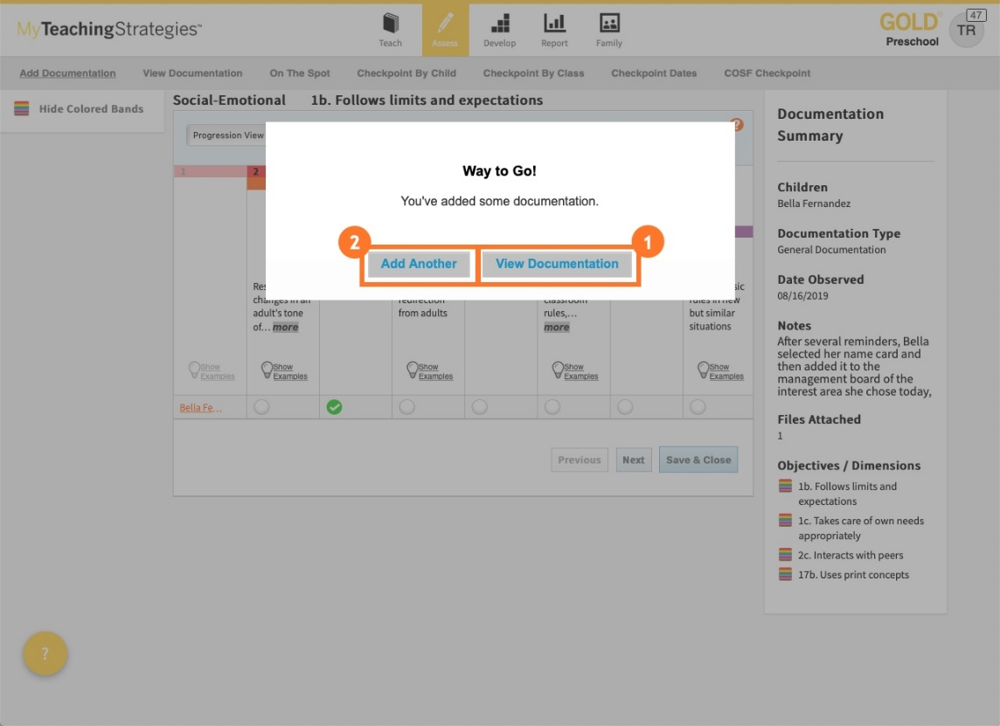 MyTeachingStrategies™
Teach
Assess
Develop
Report
Family
GOLD®
Preschool
47
TR
Add Documentation
View Documentation
On The Spot
Checkpoint By Child
Checkpoint By Class
Checkpoint Dates
COSF Checkpoint
Hide Colored Bands
Social-Emotional 1b. Follows limits and expectations
Progression View
?
1
2
Way to Go!
You've added some documentation.
2
1
Add Another
View Documentation
changes in an
adult's tone
of... more
redirection
from adults
classroom
rules,...
more
rules in new
but similar
situations
Show
Examples
Show
Examples
Show
Examples
Show
Examples
Show
Examples
Bella Fe...
Previous
Next
Save & Close
Documentation
Summary
Children
Bella Fernandez
Documentation Type
General Documentation
Date Observed
08/16/2019
Notes
After several reminders, Bella
selected her name card and
then added it to the
management board of the
interest area she chose today,
Files Attached
1
Objectives / Dimensions
1b. Follows limits and
expectations
1c. Takes care of own needs
appropriately
2c. Interacts with peers
17b. Uses print concepts
?